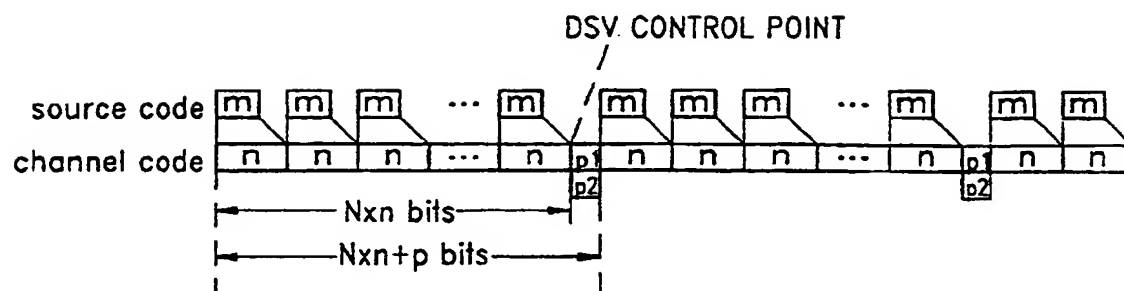 DSV CONTROL POINT
source code m m m ... m m m m ... m m m
channel code n n n ... n p1 n n n ... n p1 n n
p2 p2
Nxn bits
Nxn+p bits